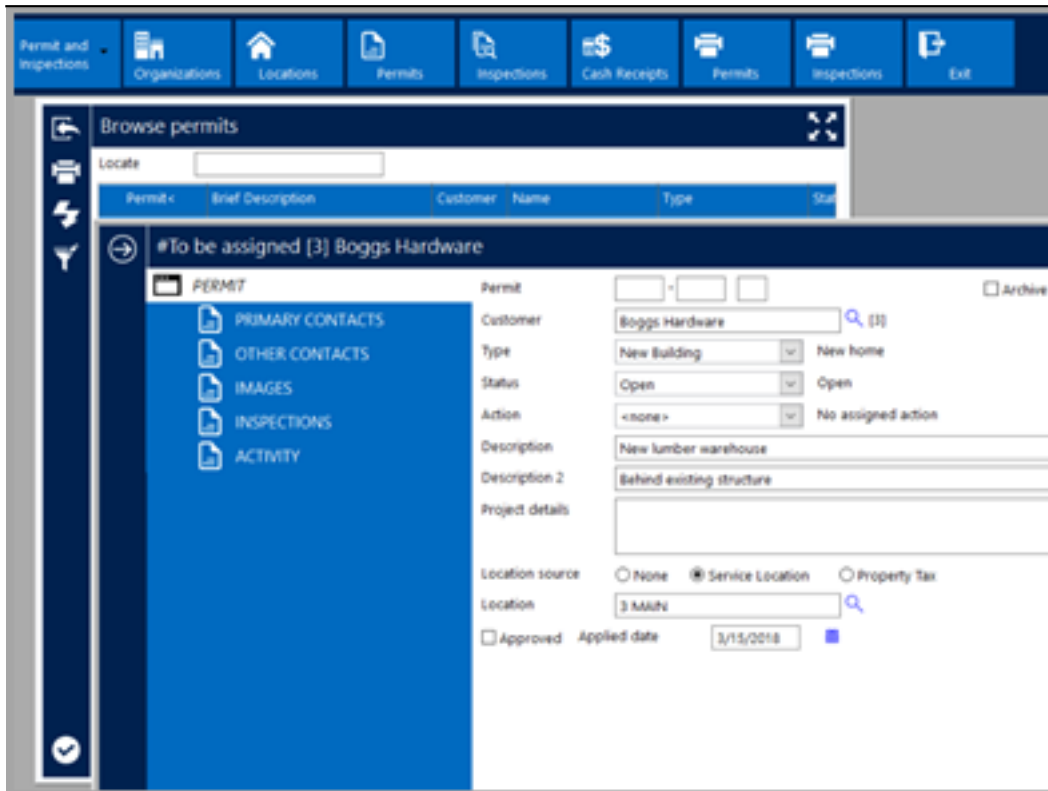 Permit and Inspections
Organizations
Locations
Permits
Inspections
Cash Receipts
Permits
Inspections
Exit
Browse permits
Locate
Permit< Brief Description Customer Name Type Stat
#To be assigned [3] Boggs Hardware
PERMIT
PRIMARY CONTACTS
OTHER CONTACTS
IMAGES
INSPECTIONS
ACTIVITY
Permit - Archive
Customer Boggs Hardware [3]
Type New Building New home
Status Open Open
Action <none> No assigned action
Description New lumber warehouse
Description 2 Behind existing structure
Project details
Location source None Service Location Property Tax
Location 3 MAIN
Approved Applied date 3/15/2018